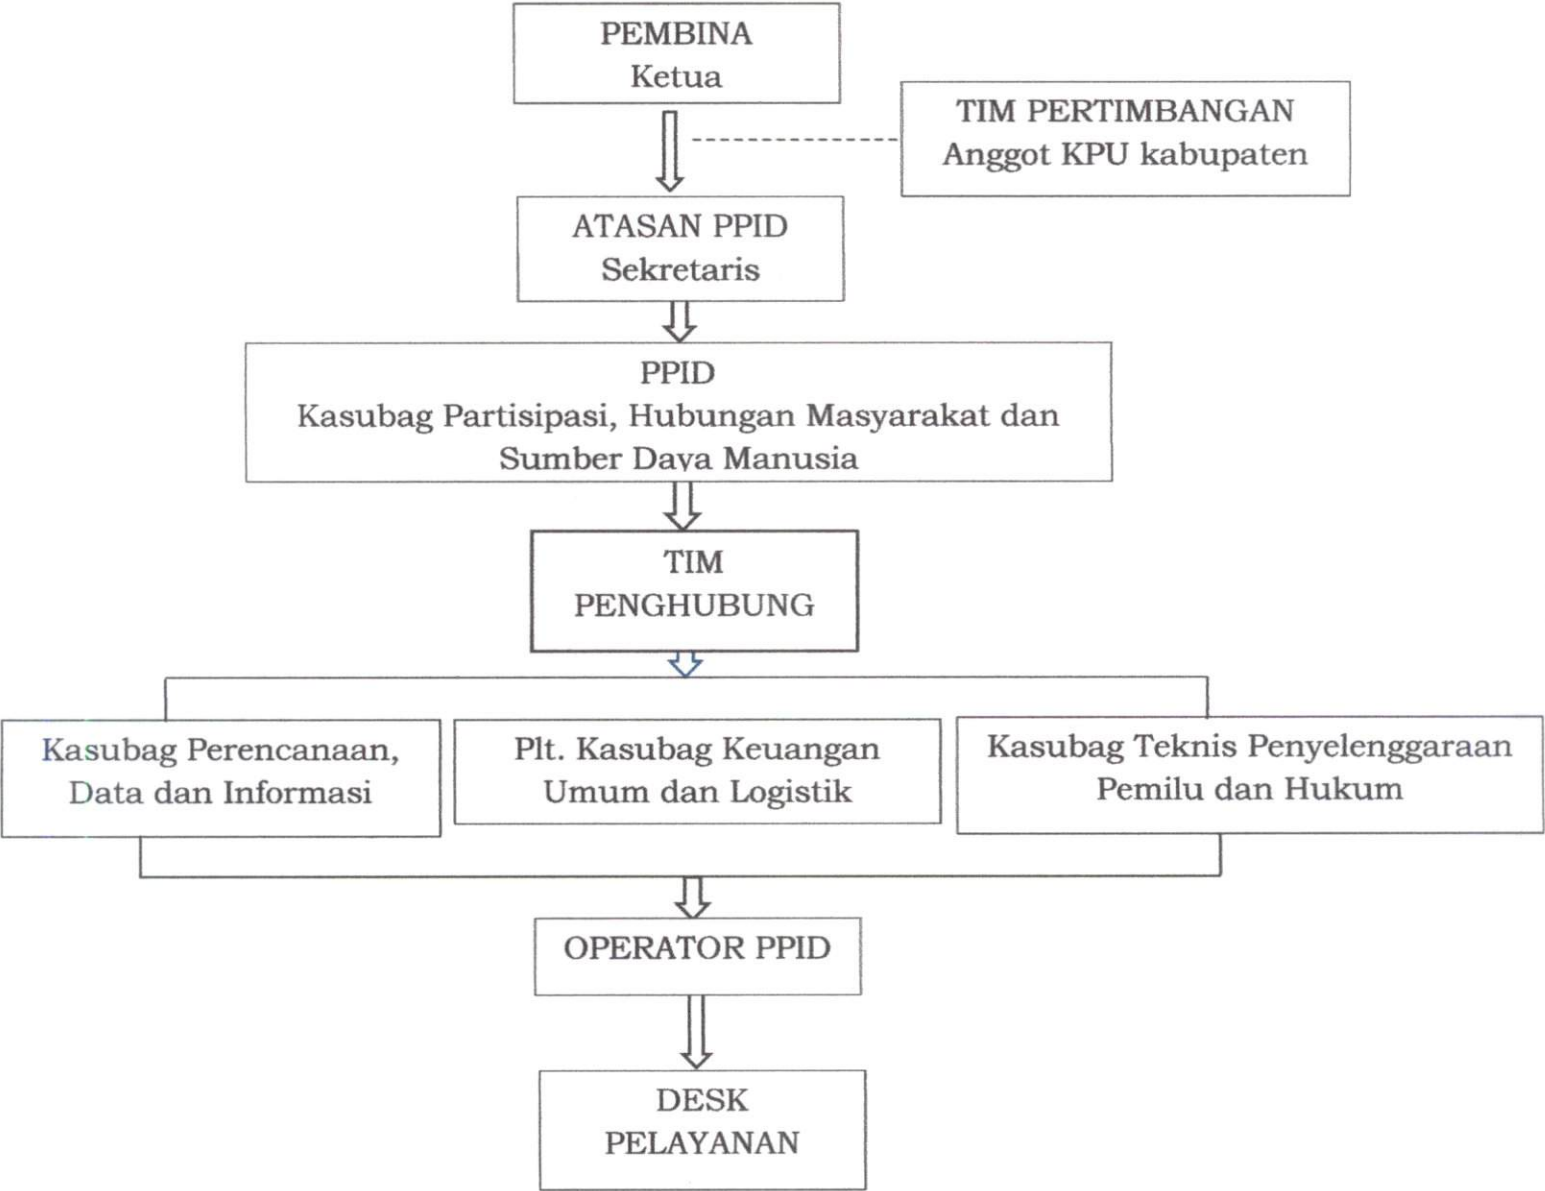 PEMBINA
Ketua
TIM PERTIMBANGAN
Anggot KPU kabupaten
ATASAN PPID
Sekretaris
PPID
Kasubag Partisipasi, Hubungan Masyarakat dan
Sumber Daya Manusia
TIM
PENGHUBUNG
Kasubag Perencanaan,
Data dan Informasi
Plt. Kasubag Keuangan
Umum dan Logistik
Kasubag Teknis Penyelenggaraan
Pemilu dan Hukum
OPERATOR PPID
DESK
PELAYANAN